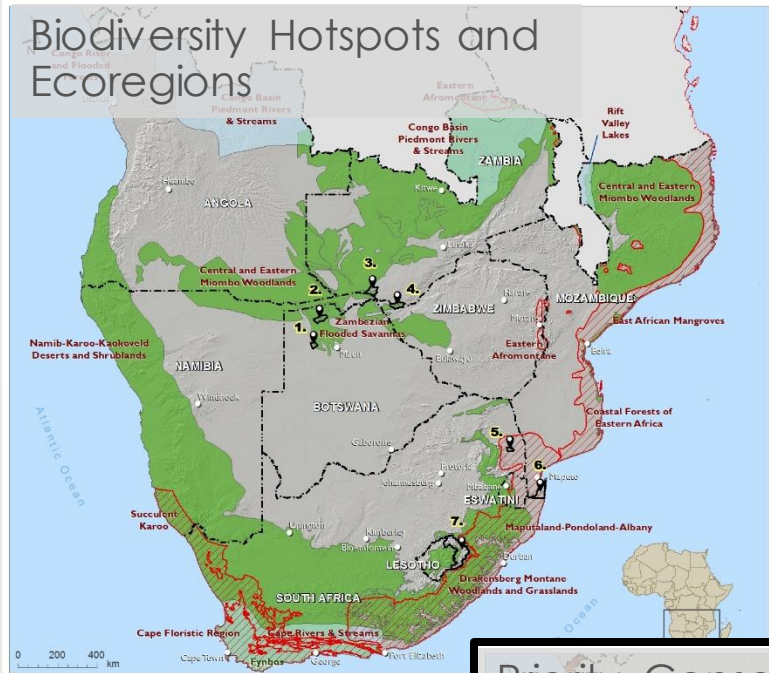 Biodiversity Hotspots and
Ecoregions
Congo River
and Flooded
Congo Basin
Piedmont Rivers
& Streams
Eastern
Afromontane
Congo Basin
Piedmont Rivers
& Streams
Rift
Valley
Lakes
ZAMBIA
Huambo
Kitwe
Central and Eastern
Miombo Woodlands
ANGOLA
Lusaka
Central and Eastern
Miombo Woodlands
3.
2.
4.
Harare
MOZAMBIQUE
ZIMBABWE
Mutare
1.
Zambezian
Flooded Savannas
East African Mangroves
Maun
Eastern
Afromontane
Beira
Namib-Karoo-Kaokoveld
Deserts and Shrublands
Bulawayo
NAMIBIA
Windhoek
BOTSWANA
Coastal Forests of
Eastern Africa
Atlantic Ocean
Gaborone
5.
6.
Pretoria
Maputo
Johannesburg
Mbabane
ESWATINI
Succulent
Karoo
7.
Upington
Kimberley
Maputaland-Pondoland-Albany
Bloemfontein
LESOTHO
Durban
Drakensberg Montane
Woodlands and Grasslands
SOUTH AFRICA
Cape Floristic Region
Cape Rivers & Streams
Ocean
0 200 400
km
Cape Town
Fynbos
George
Port Elizabeth